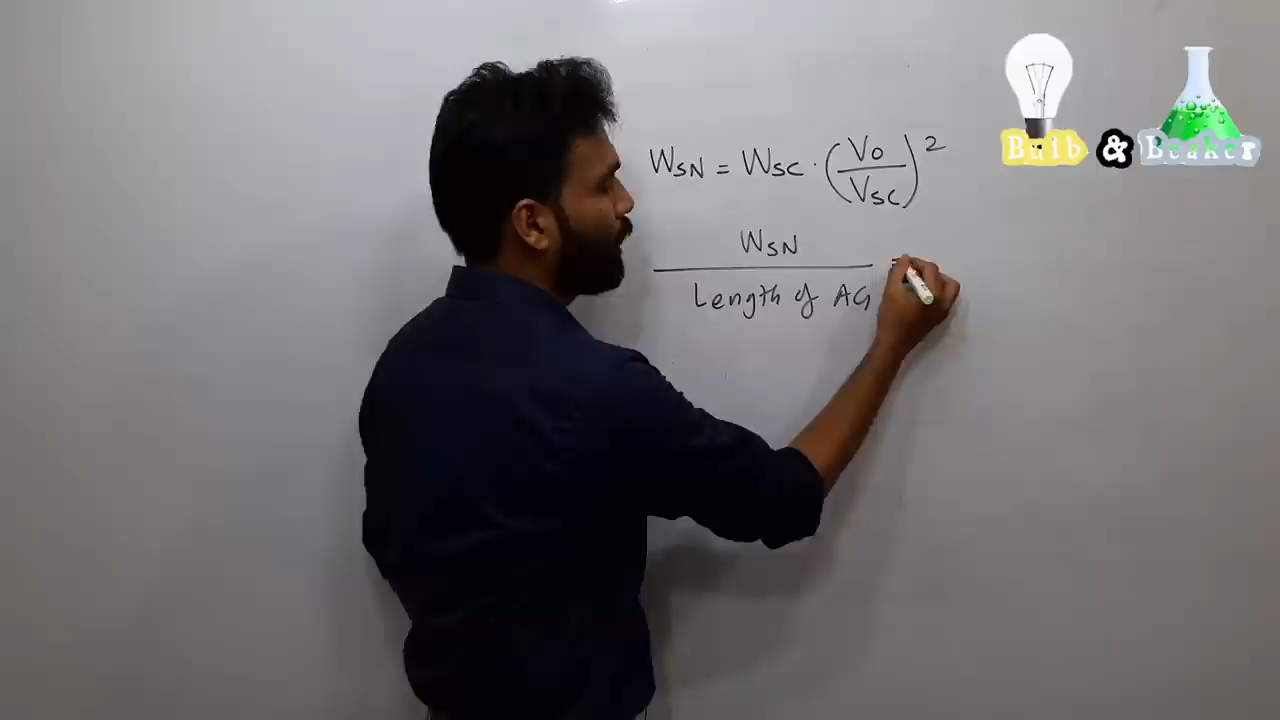 Bulb & Beaker
WSN = WSC · (VO / VSC)²
WSN
Length of AG